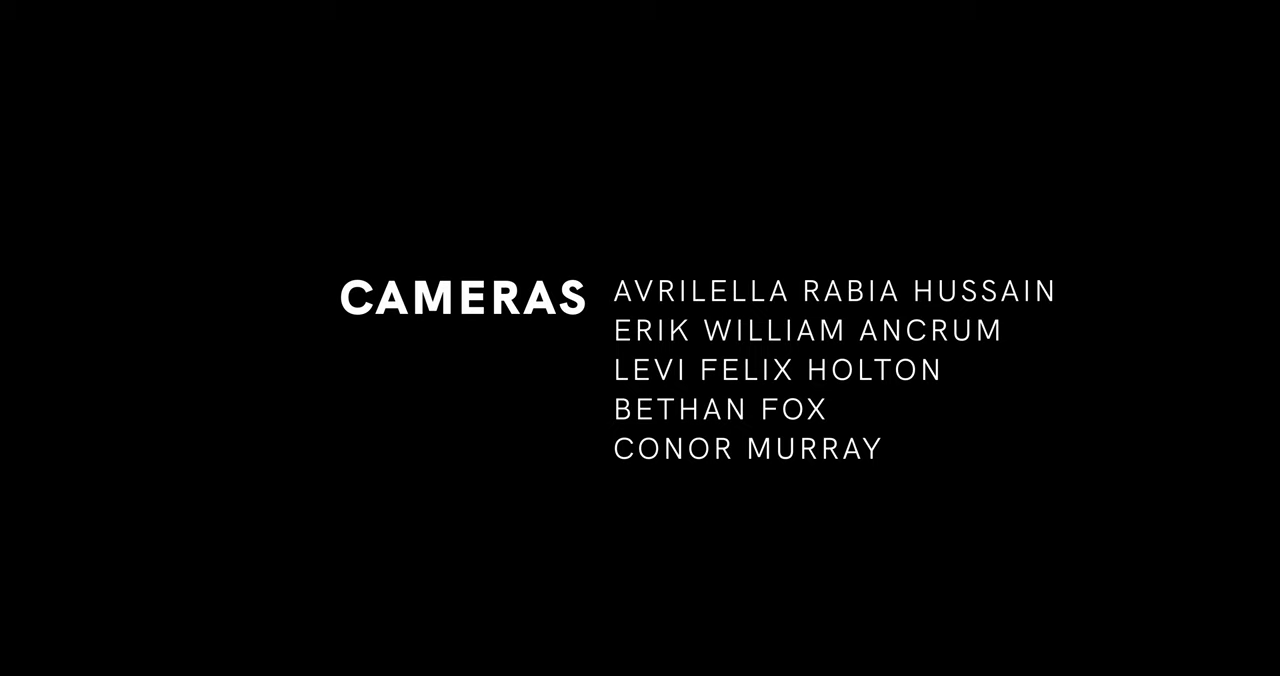 CAMERAS
AVRILELLA RABIA HUSSAIN
ERIK WILLIAM ANCRUM
LEVI FELIX HOLTON
BETHAN FOX
CONOR MURRAY